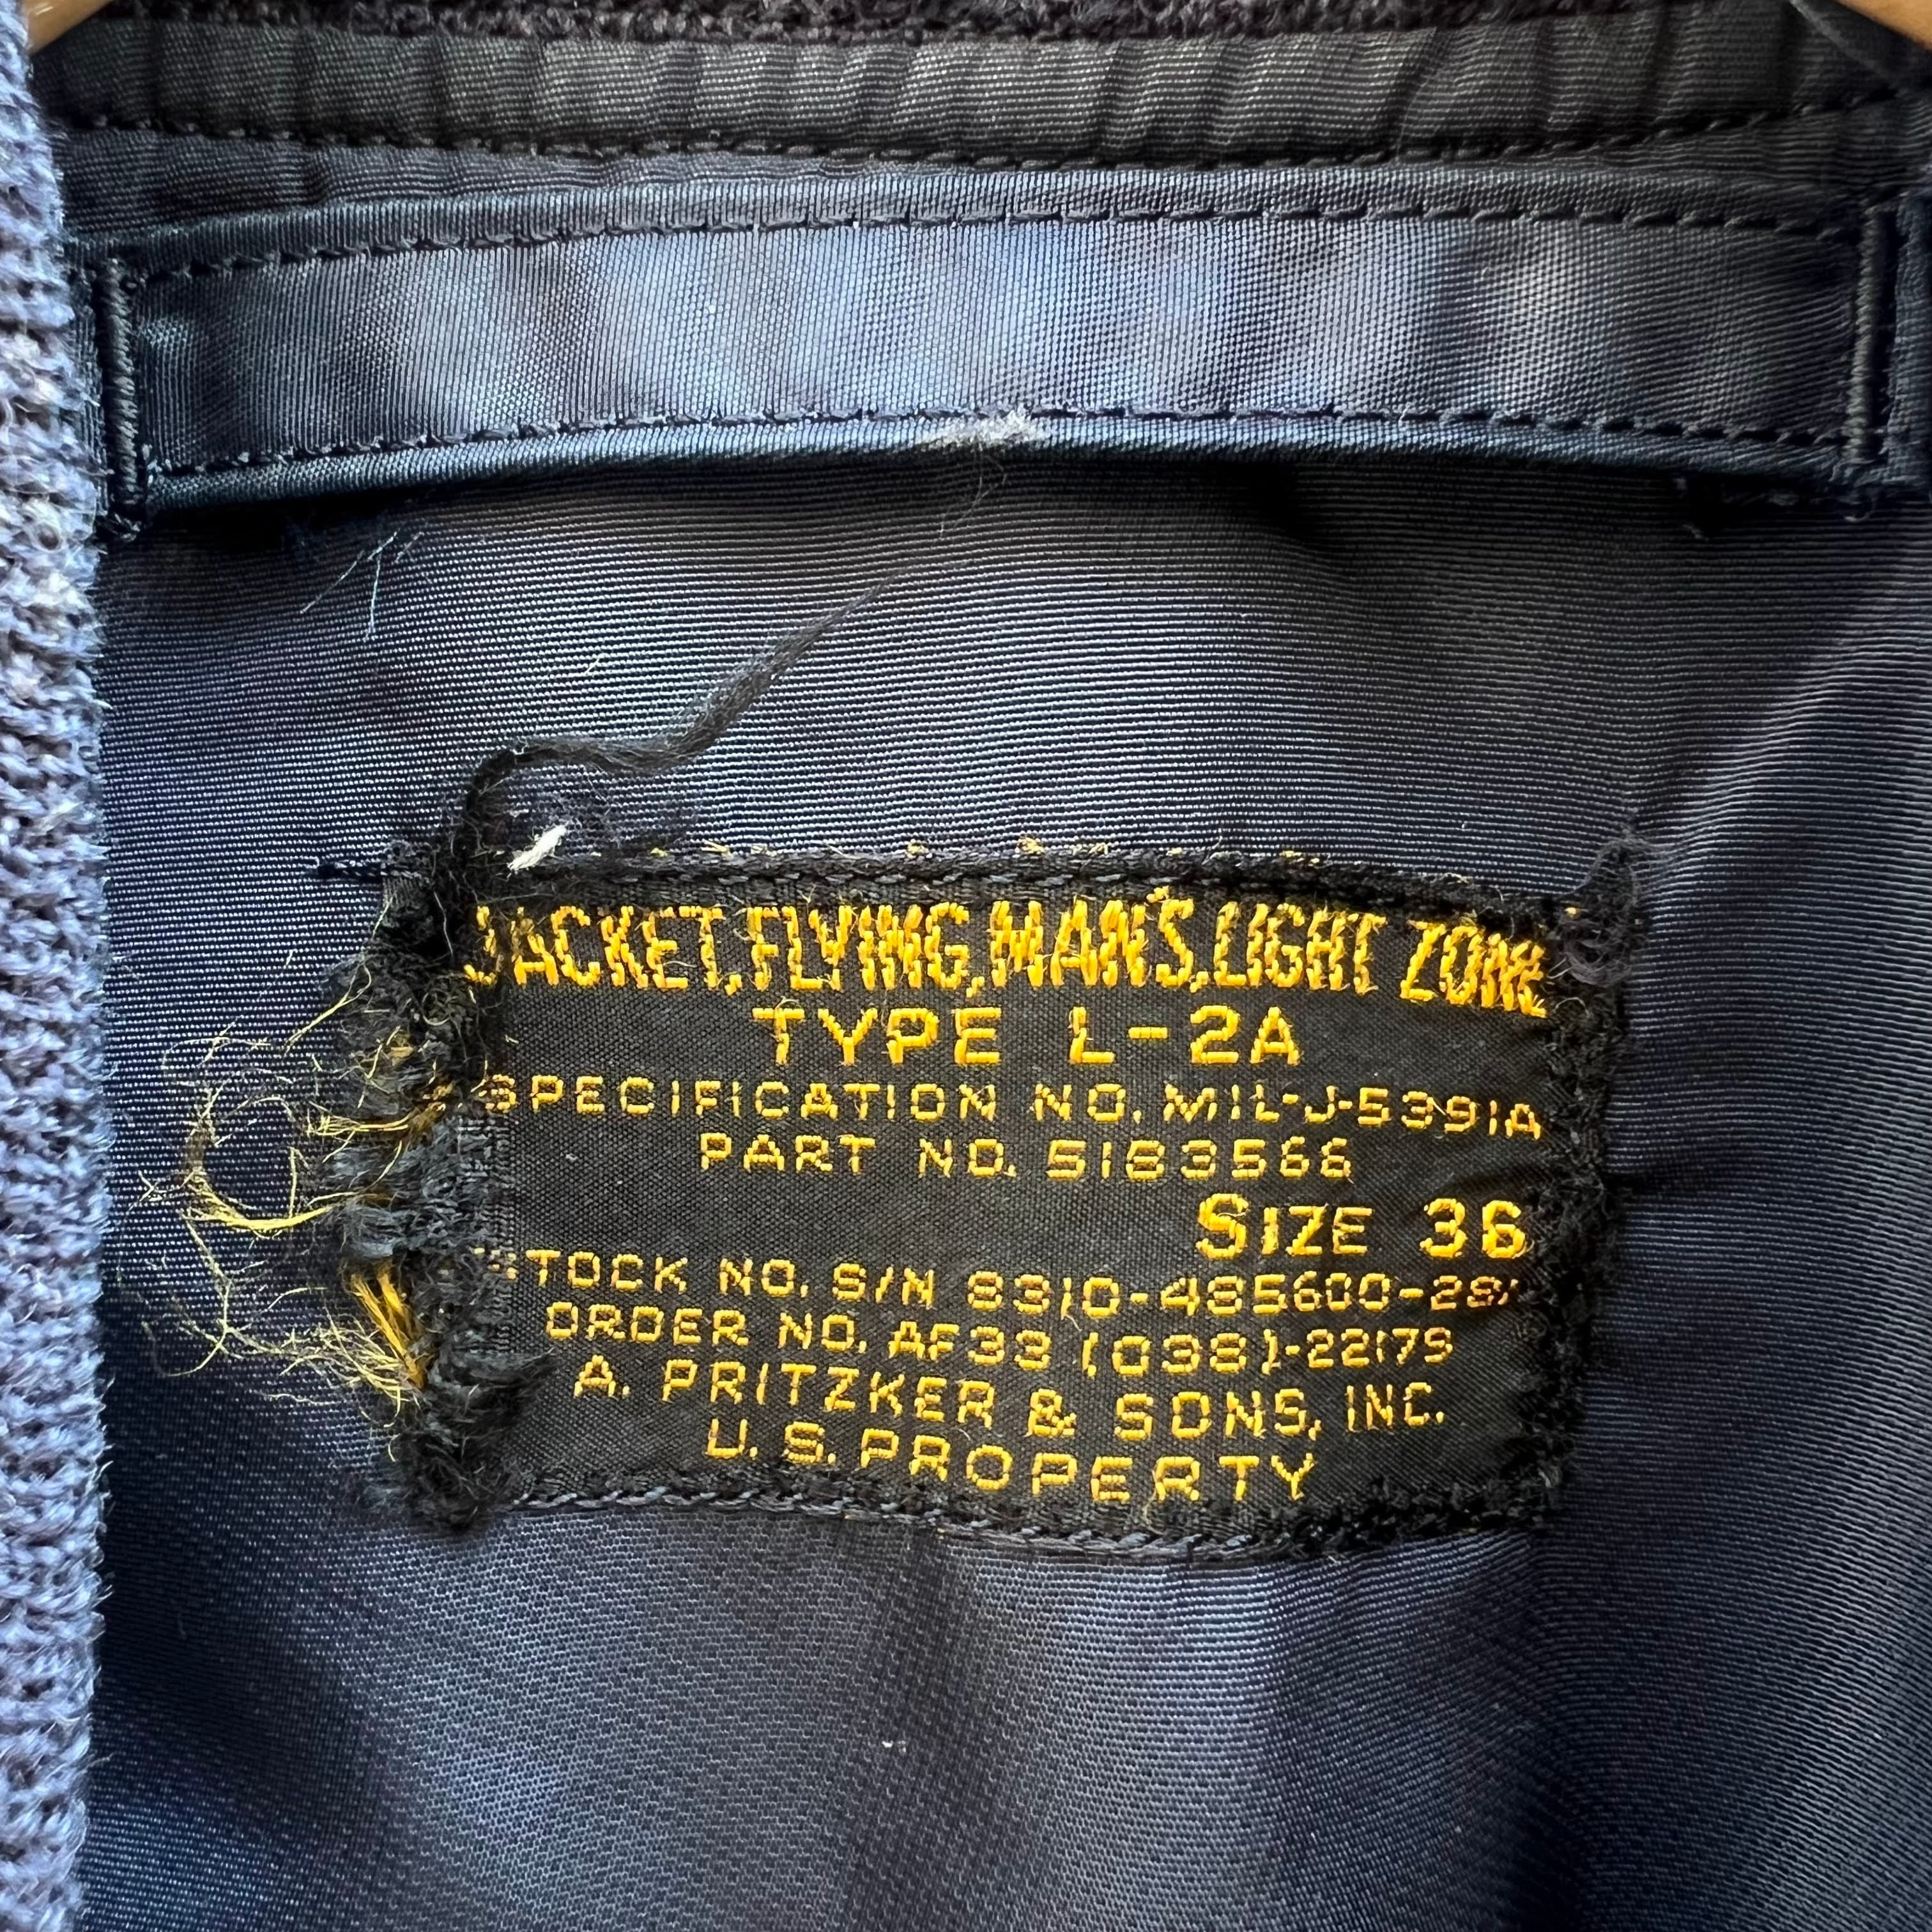 JACKET, FLYING, MAN'S, LIGHT ZONE
TYPE L-2A
SPECIFICATION NO. MIL-J-5391A
PART NO. 5183566
SIZE 36
STOCK NO. S/N 8310-485600-281
ORDER NO. AF33 (038)-22179
A. PRITZKER & SONS, INC.
U.S. PROPERTY